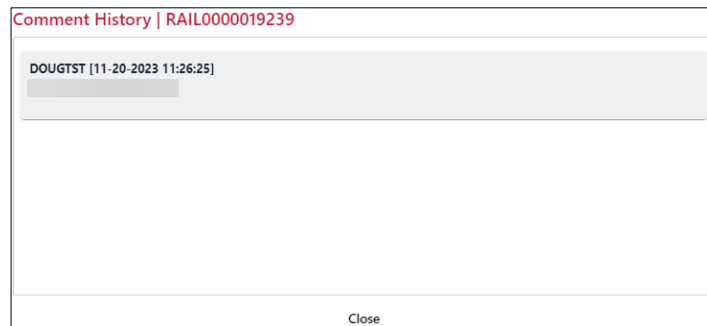 Comment History | RAIL0000019239
DOUGTST [11-20-2023 11:26:25]
Close